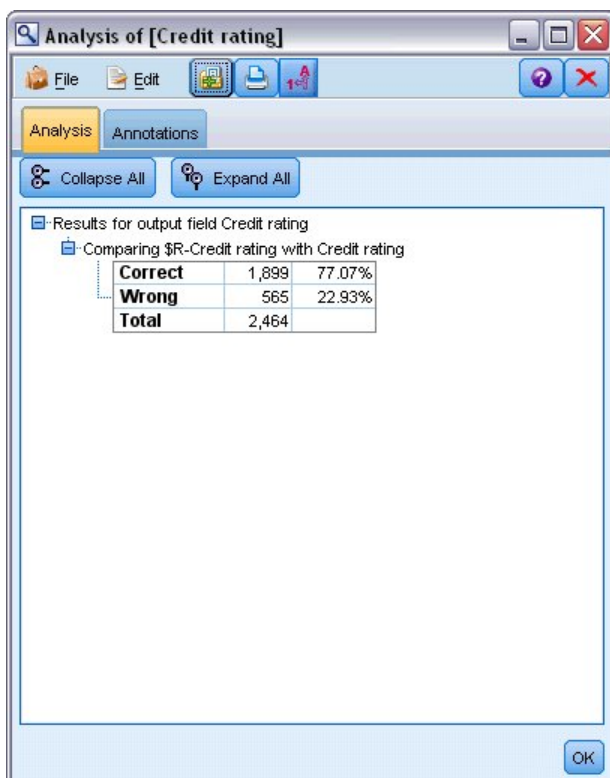 Analysis of [Credit rating]
File Edit
Analysis Annotations
Collapse All Expand All
Results for output field Credit rating
Comparing $R-Credit rating with Credit rating
Correct 1,899 77.07%
Wrong 565 22.93%
Total 2,464
OK